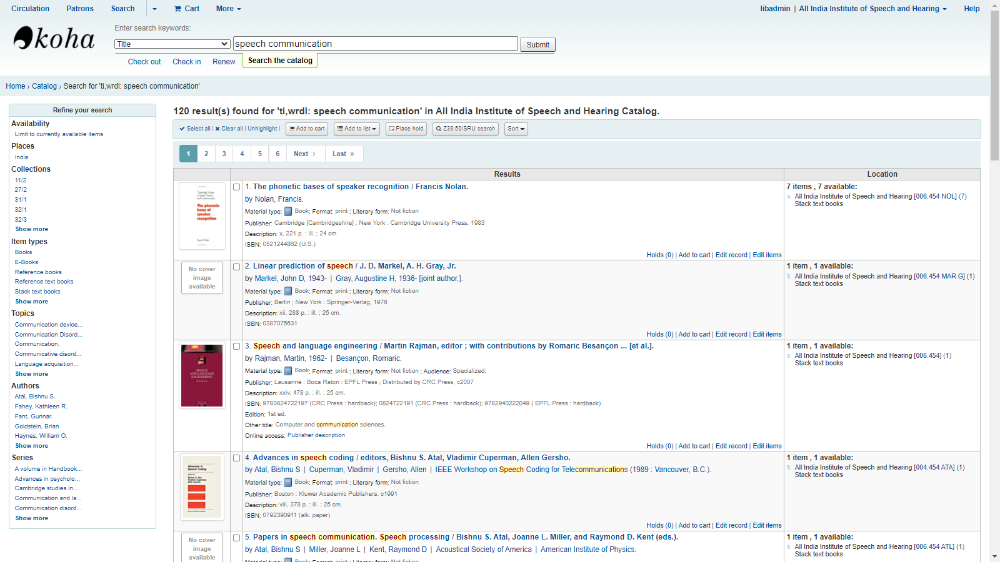 Circulation Patrons Search Cart More libadmin | All India Institute of Speech and Hearing Help
koha
Enter search keywords:
Title speech communication Submit
Check out Check in Renew Search the catalog
Home › Catalog › Search for 'ti,wrdl: speech communication'
Refine your search
Availability
Limit to currently available items
Places
India
Collections
11/2
27/2
31/1
32/1
32/3
Show more
Item types
Books
E-Books
Reference books
Reference text books
Stack text books
Show more
Topics
Communication device...
Communication Disord...
Communication.
Communicative disord...
Language acquisition...
Show more
Authors
Atal, Bishnu S.
Fahey, Kathleen R.
Fant, Gunnar.
Goldstein, Brian.
Haynes, William O.
Show more
Series
A volume in Handbook...
Advances in psycholo...
Cambridge studies in...
Communication and la...
Communication disord...
Show more
120 result(s) found for 'ti,wrdl: speech communication' in All India Institute of Speech and Hearing Catalog.
Select all | Clear all | Unhighlight | Add to cart Add to list Place hold Z39.50/SRU search Sort
1 2 3 4 5 6 Next › Last »
Results Location
The phonetic bases of speaker recognition
Francis Nolan
1. The phonetic bases of speaker recognition / Francis Nolan.
by Nolan, Francis.
Material type: Book; Format: print ; Literary form: Not fiction
Publisher: Cambridge [Cambridgeshire] ; New York : Cambridge University Press, 1983
Description: x, 221 p. : ill. ; 24 cm.
ISBN: 0521244862 (U.S.)
Holds (0) | Add to cart | Edit record | Edit items
7 items , 7 available:
All India Institute of Speech and Hearing [006.454 NOL] (7)
Stack text books
No cover
image
available
2. Linear prediction of speech / J. D. Markel, A. H. Gray, Jr.
by Markel, John D, 1943- | Gray, Augustine H, 1936- [joint author.].
Material type: Book; Format: print ; Literary form: Not fiction
Publisher: Berlin ; New York : Springer-Verlag, 1976
Description: xii, 288 p. : ill. ; 25 cm.
ISBN: 0387075631
Holds (0) | Add to cart | Edit record | Edit items
1 item , 1 available:
All India Institute of Speech and Hearing [006.454 MAR G] (1)
Stack text books
SPEECH
AND LANGUAGE
ENGINEERING
3. Speech and language engineering / Martin Rajman, editor ; with contributions by Romaric Besançon ... [et al.].
by Rajman, Martin, 1962- | Besançon, Romaric.
Material type: Book; Format: print ; Literary form: Not fiction ; Audience: Specialized;
Publisher: Lausanne : Boca Raton : EPFL Press ; Distributed by CRC Press, c2007
Description: xxiv, 478 p. : ill. ; 25 cm.
ISBN: 9780824722197 (CRC Press : hardback); 0824722191 (CRC Press : hardback); 9782940222049 ( EPFL Press : hardback)
Edition: 1st ed.
Other title: Computer and communication sciences.
Online access: Publisher description
Holds (0) | Add to cart | Edit record | Edit items
1 item , 1 available:
All India Institute of Speech and Hearing [006.454] (1)
Stack text books
Advances in
Speech Coding
4. Advances in speech coding / editors, Bishnu S. Atal, Vladimir Cuperman, Allen Gersho.
by Atal, Bishnu S | Cuperman, Vladimir | Gersho, Allen | IEEE Workshop on Speech Coding for Telecommunications (1989 : Vancouver, B.C.).
Material type: Book; Format: print ; Literary form: Not fiction
Publisher: Boston : Kluwer Academic Publishers, c1991
Description: viii, 378 p. : ill. ; 25 cm.
ISBN: 0792390911 (alk. paper)
Holds (0) | Add to cart | Edit record | Edit items
1 item , 1 available:
All India Institute of Speech and Hearing [004.454 ATA] (1)
Stack text books
No cover
image
available
5. Papers in speech communication. Speech processing / Bishnu S. Atal, Joanne L. Miller, and Raymond D. Kent (eds.).
by Atal, Bishnu S | Miller, Joanne L | Kent, Raymond D | Acoustical Society of America | American Institute of Physics.
Material type: Book; Format: print ; Literary form: Not fiction
1 item , 1 available:
All India Institute of Speech and Hearing [006.454 ATL] (1)
Stack text books